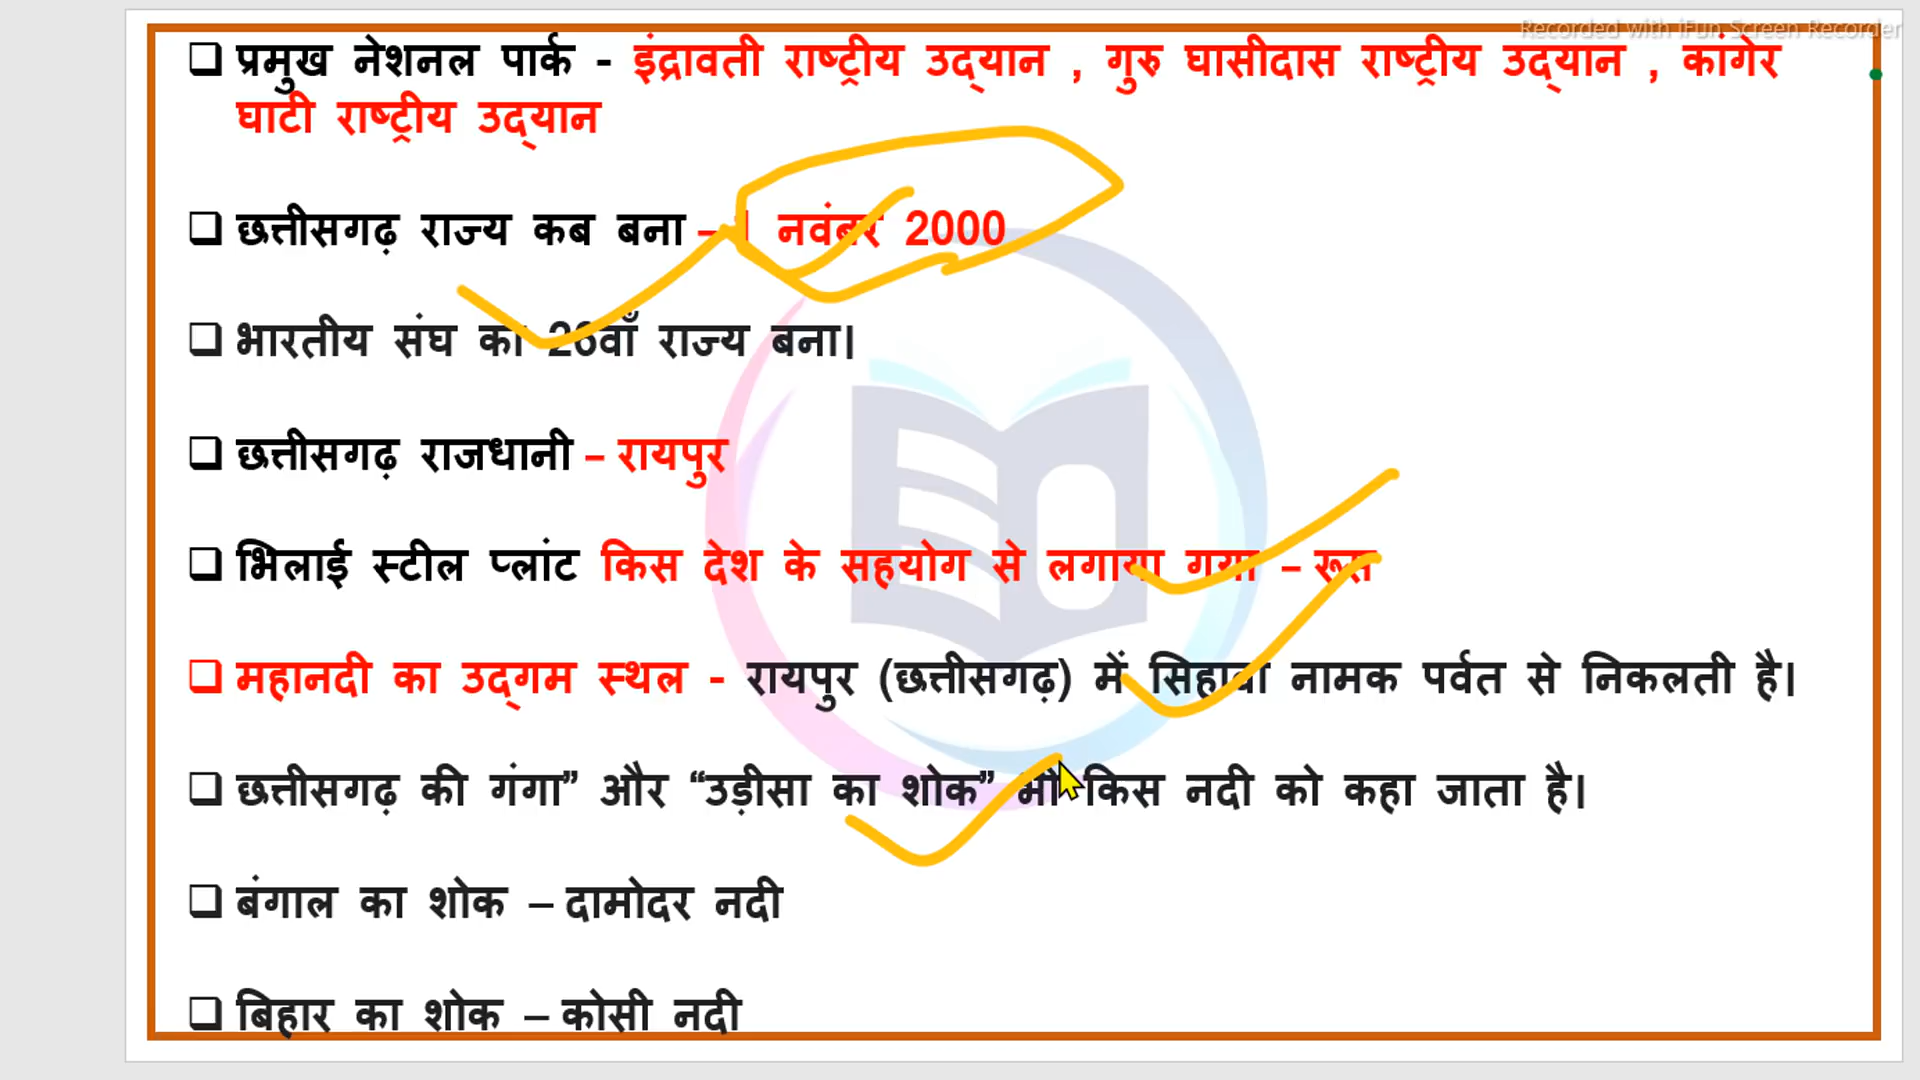 Recorded with iFun Screen Recorder
प्रमुख नेशनल पार्क - इंद्रावती राष्ट्रीय उद्यान , गुरु घासीदास राष्ट्रीय उद्यान , कांगेर
घाटी राष्ट्रीय उद्यान
छत्तीसगढ़ राज्य कब बना – 1 नवंबर 2000
भारतीय संघ का 26वाँ राज्य बना।
छत्तीसगढ़ राजधानी – रायपुर
भिलाई स्टील प्लांट किस देश के सहयोग से लगाया गया – रूस
महानदी का उद्गम स्थल - रायपुर (छत्तीसगढ़) में सिहावा नामक पर्वत से निकलती है।
छत्तीसगढ़ की गंगा” और “उड़ीसा का शोक” भी किस नदी को कहा जाता है।
बंगाल का शोक – दामोदर नदी
बिहार का शोक – कोसी नदी